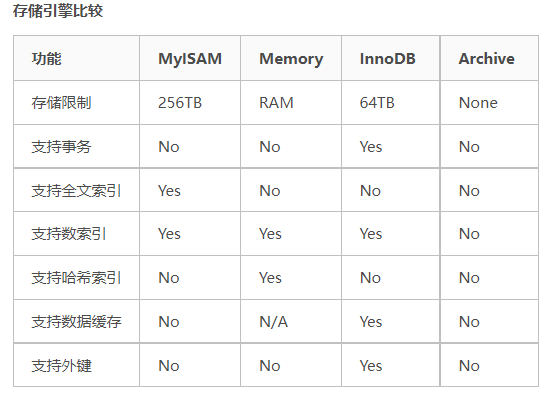 存储引擎比较
功能 MyISAM Memory InnoDB Archive
存储限制 256TB RAM 64TB None
支持事务 No No Yes No
支持全文索引 Yes No No No
支持数索引 Yes Yes Yes No
支持哈希索引 No Yes No No
支持数据缓存 No N/A Yes No
支持外键 No No Yes No